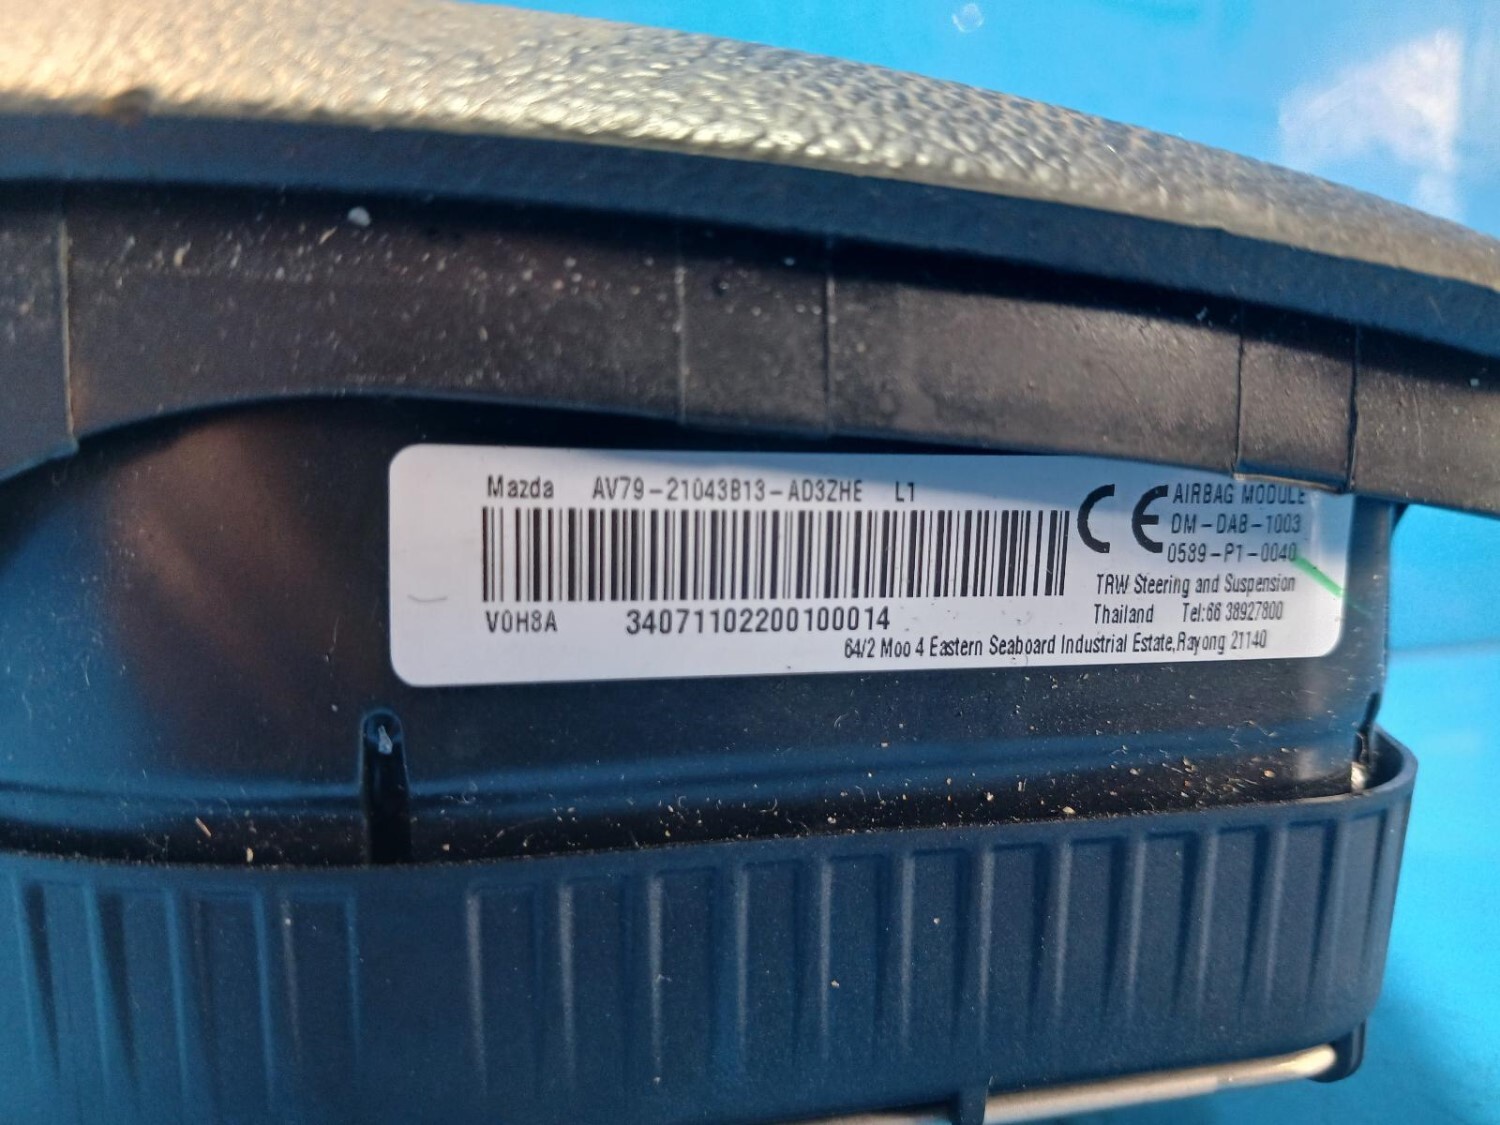 Mazda AV79-21043B13-AD3ZHE L1
CE
AIRBAG MODULE
DM-DAB-1003
0589-P1-0040
TRW Steering and Suspension
Thailand Tel:66 38927800
V0H8A 34071102200100014
64/2 Moo 4 Eastern Seaboard Industrial Estate,Rayong 21140